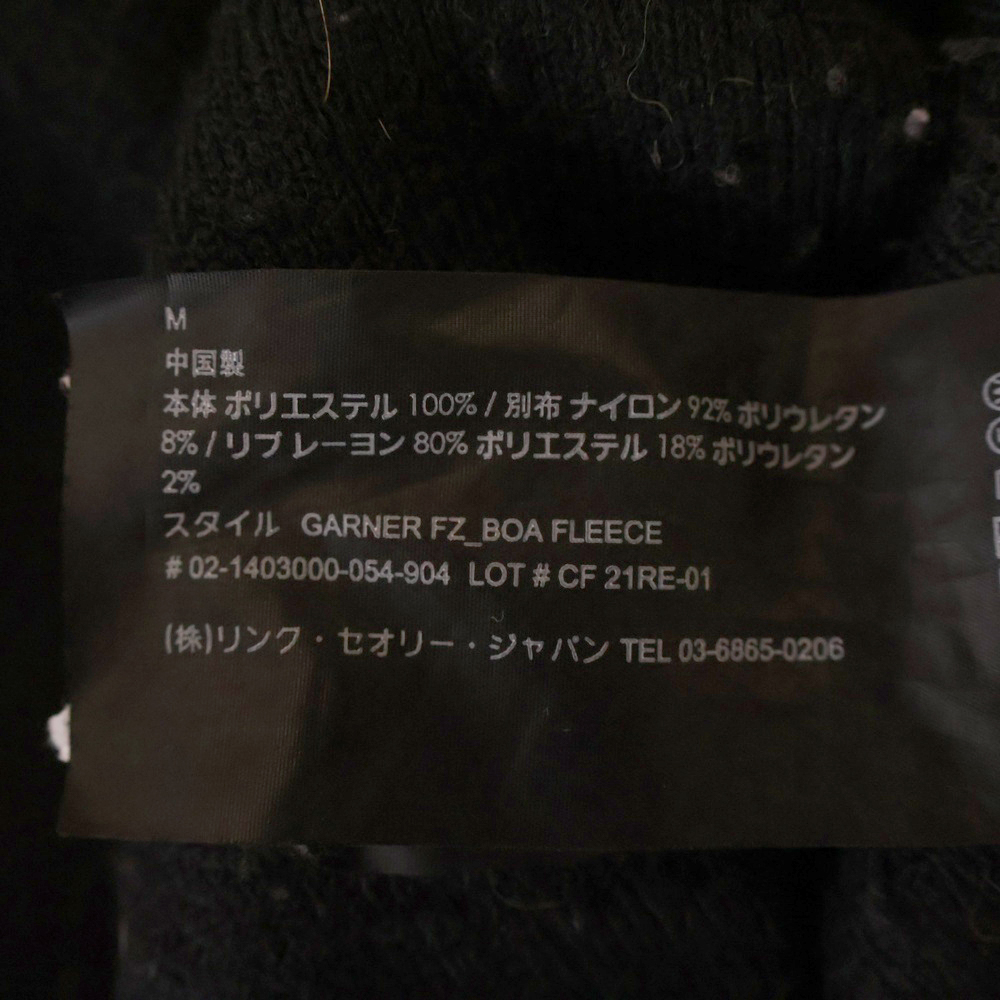 M
中国製
本体 ポリエステル 100% / 別布 ナイロン 92% ポリウレタン
8% / リブ レーヨン 80% ポリエステル 18% ポリウレタン
2%
スタイル GARNER FZ_BOA FLEECE
# 02-1403000-054-904 LOT # CF 21RE-01
(株)リンク・セオリー・ジャパン TEL 03-6865-0206